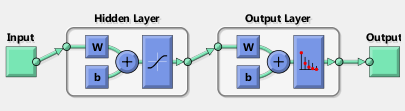 Hidden Layer
Output Layer
Input
Output
W
b
+
W
b
+